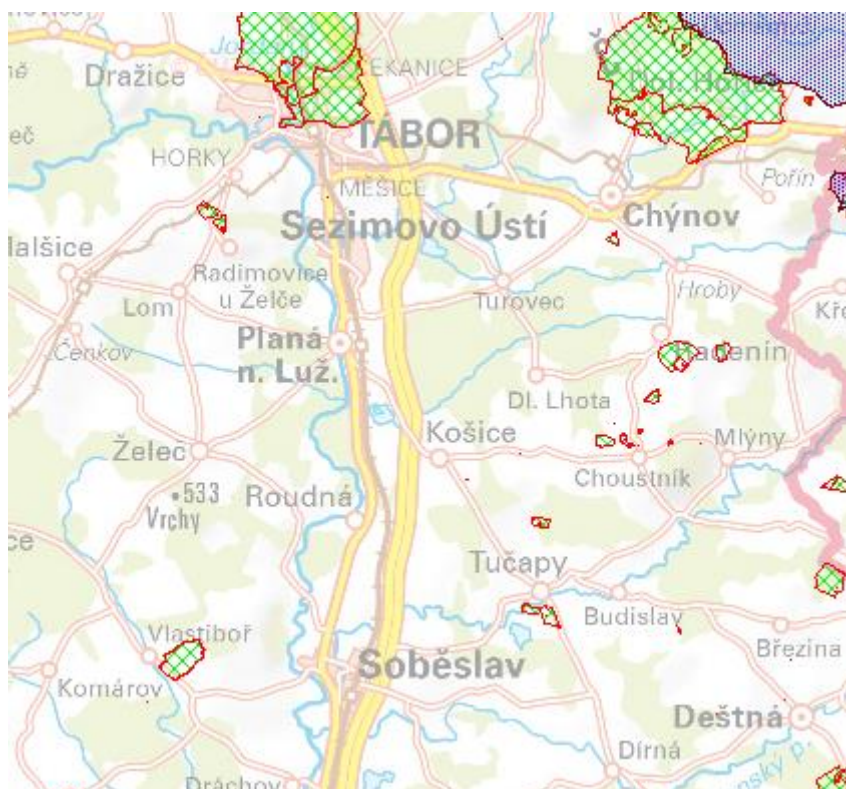 Dražice
TÁBOR
HORKY
MĚŠICE
Pořín
Chýnov
Sezimovo Ústí
Radimovice
u Želče
Lom
Turovec
Hroby
Čenkov
Planá
n. Luž.
Dl. Lhota
Želeč
Košice
Mlýny
Choustník
•533
Vrchy
Roudná
Tučapy
Budislav
Vlastiboř
Březina
Komárov
Soběslav
Deštná
Dírná